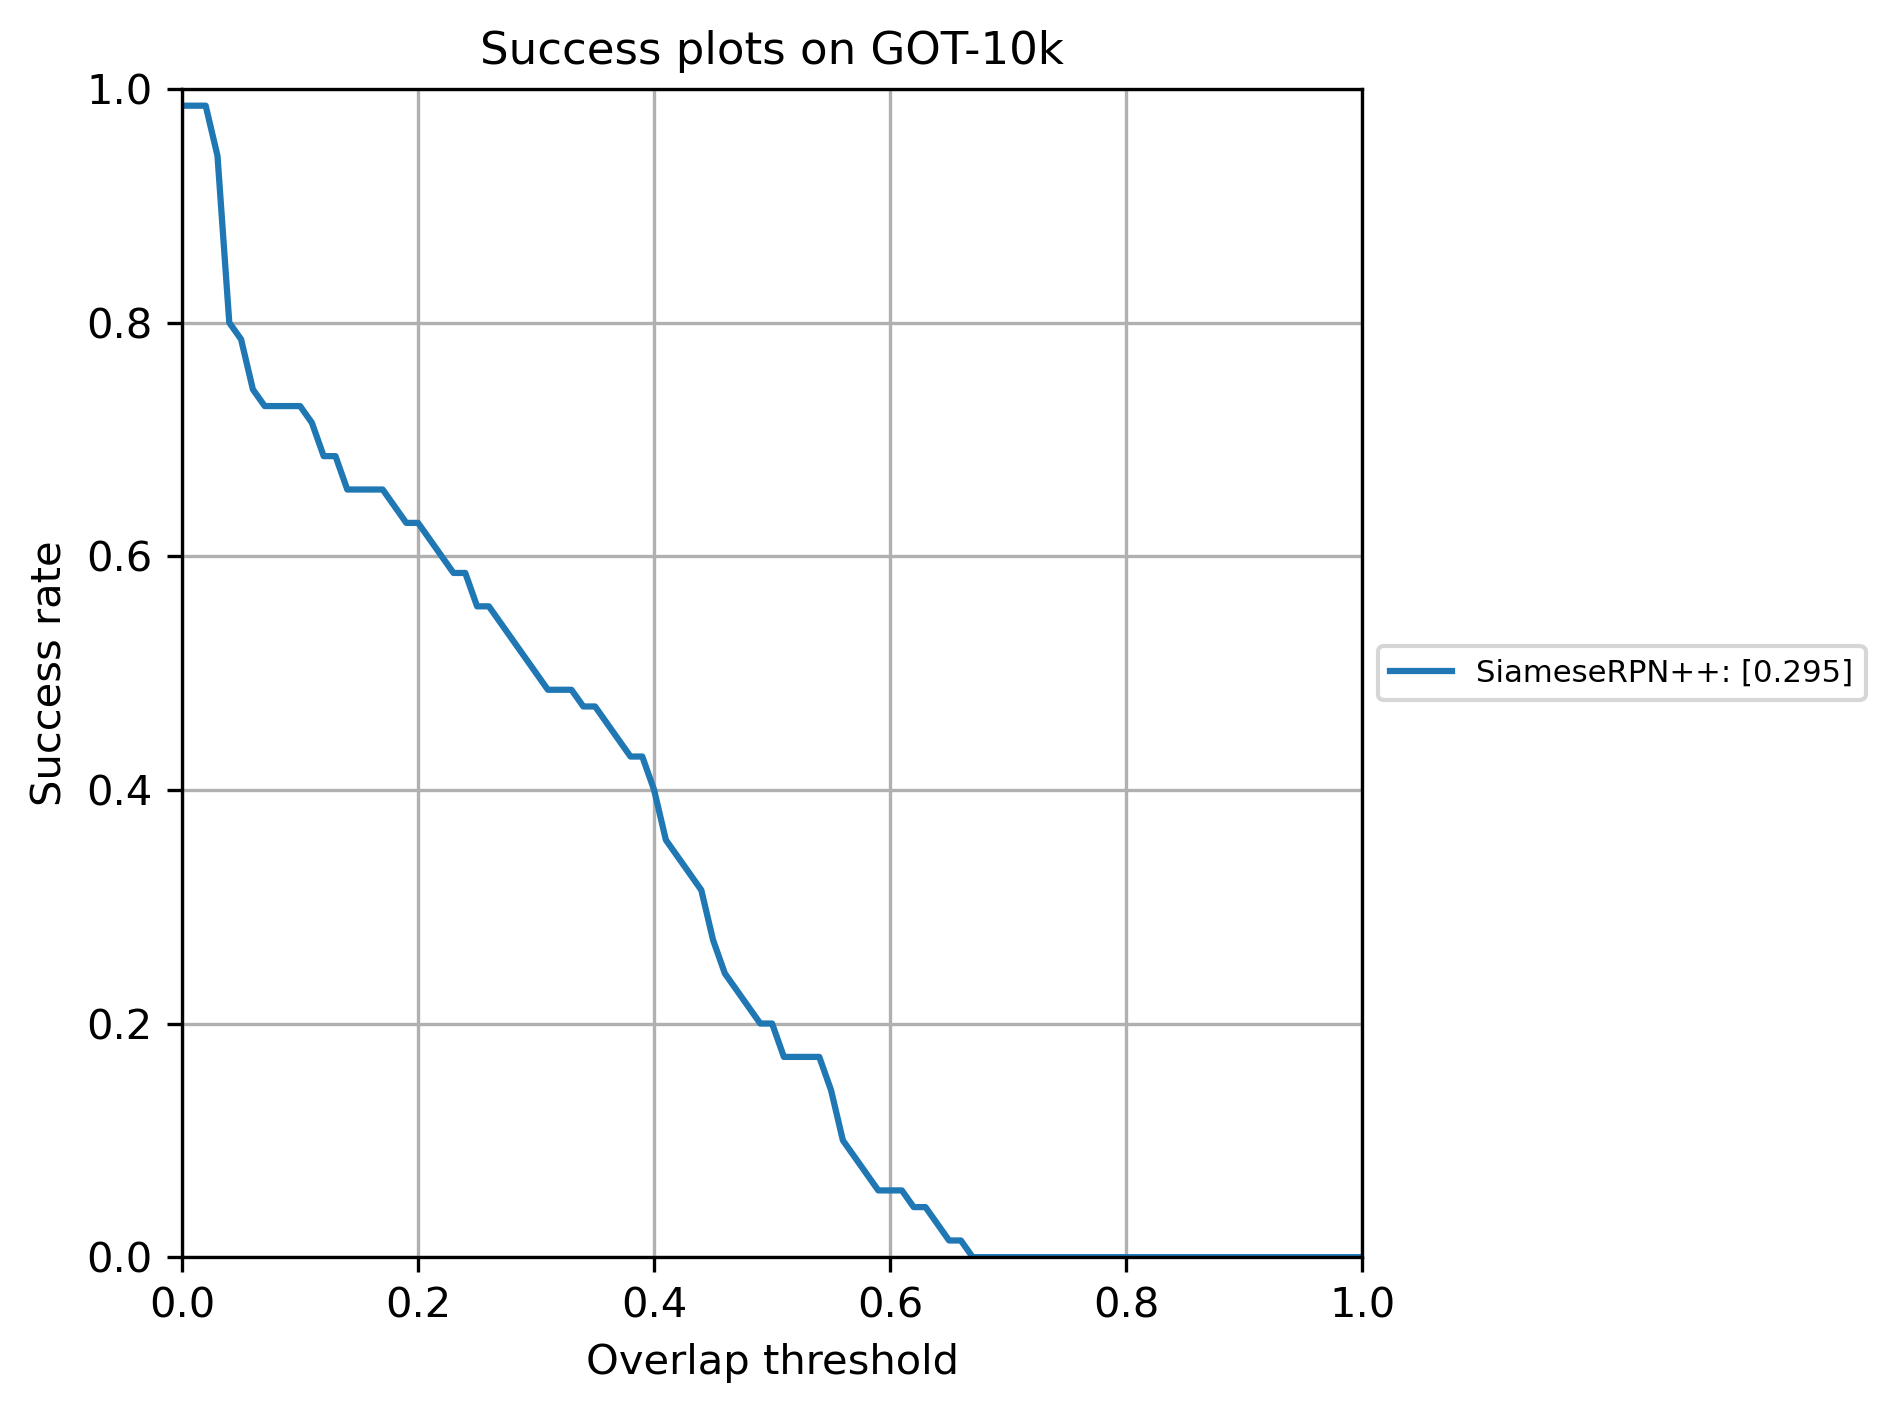 Success plots on GOT-10k
1.0
0.8
0.6
0.4
0.2
0.0
Success rate
0.0 0.2 0.4 0.6 0.8 1.0
Overlap threshold
SiameseRPN++: [0.295]